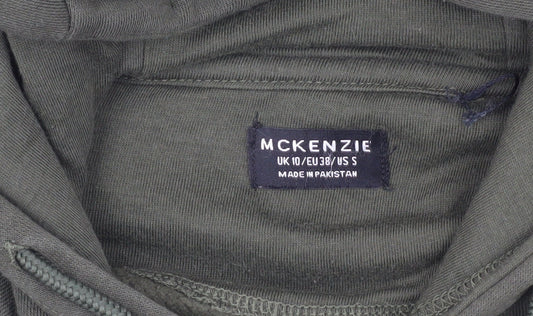 MCKENZIE
UK 10/EU 38/US S
MADE IN PAKISTAN